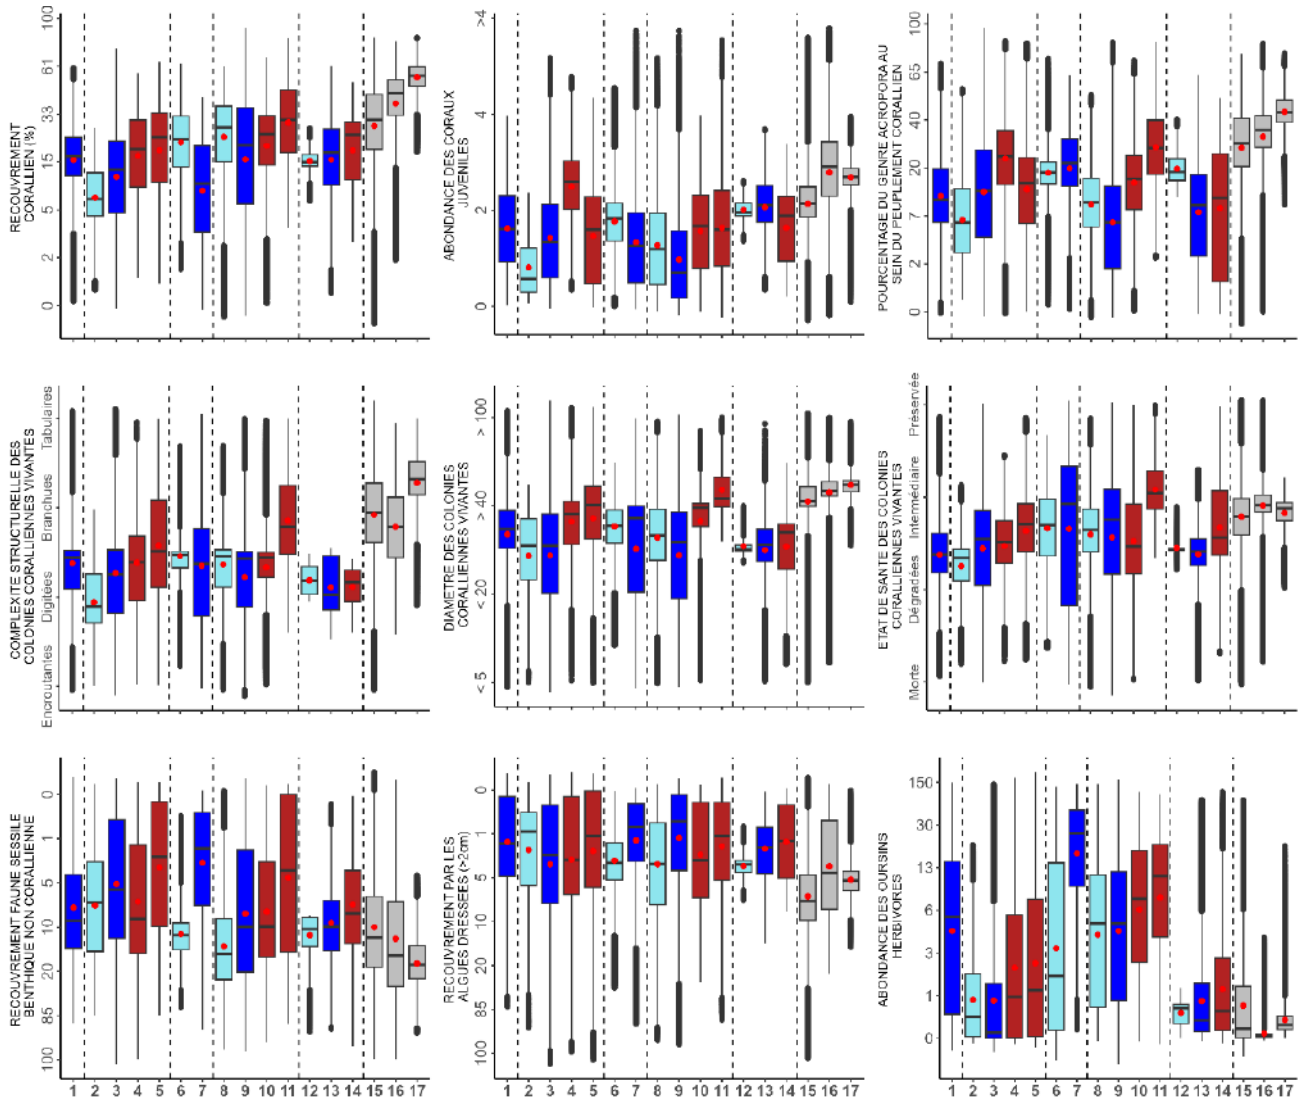 RECOUVREMENT
CORALLIEN (%)
100
61
33
15
5
2
0
ABONDANCE DES CORAUX
JUVENILES
>4
4
2
0
POURCENTAGE DU GENRE ACROPORA AU
SEIN DU PEUPLEMENT CORALLIEN
100
65
40
20
7
2
0
COMPLEXITE STRUCTURELLE DES
COLONIES CORALLIENNES VIVANTES
Tabulaires
Branchues
Digitées
Encroutantes
DIAMETRE DES COLONIES
CORALLIENNES VIVANTES
> 100
40
< 20
< 5
ETAT DE SANTE DES COLONIES
CORALLIENNES VIVANTES
Préservée
Intermédiaire
Dégradées
Morte
RECOUVREMENT FAUNE SESSILE
BENTHIQUE NON CORALLIENNE
0
1
5
10
20
85
100
RECOUVREMENT PAR LES
ALGUES DRESSEES (>2cm)
0
1
5
10
20
85
100
ABONDANCE DES OURSINS
HERBIVORES
150
30
13
6
3
1
0
1 2 3 4 5 6 7 8 9 10 11 12 13 14 15 16 17
1 2 3 4 5 6 7 8 9 10 11 12 13 14 15 16 17
1 2 3 4 5 6 7 8 9 10 11 12 13 14 15 16 17